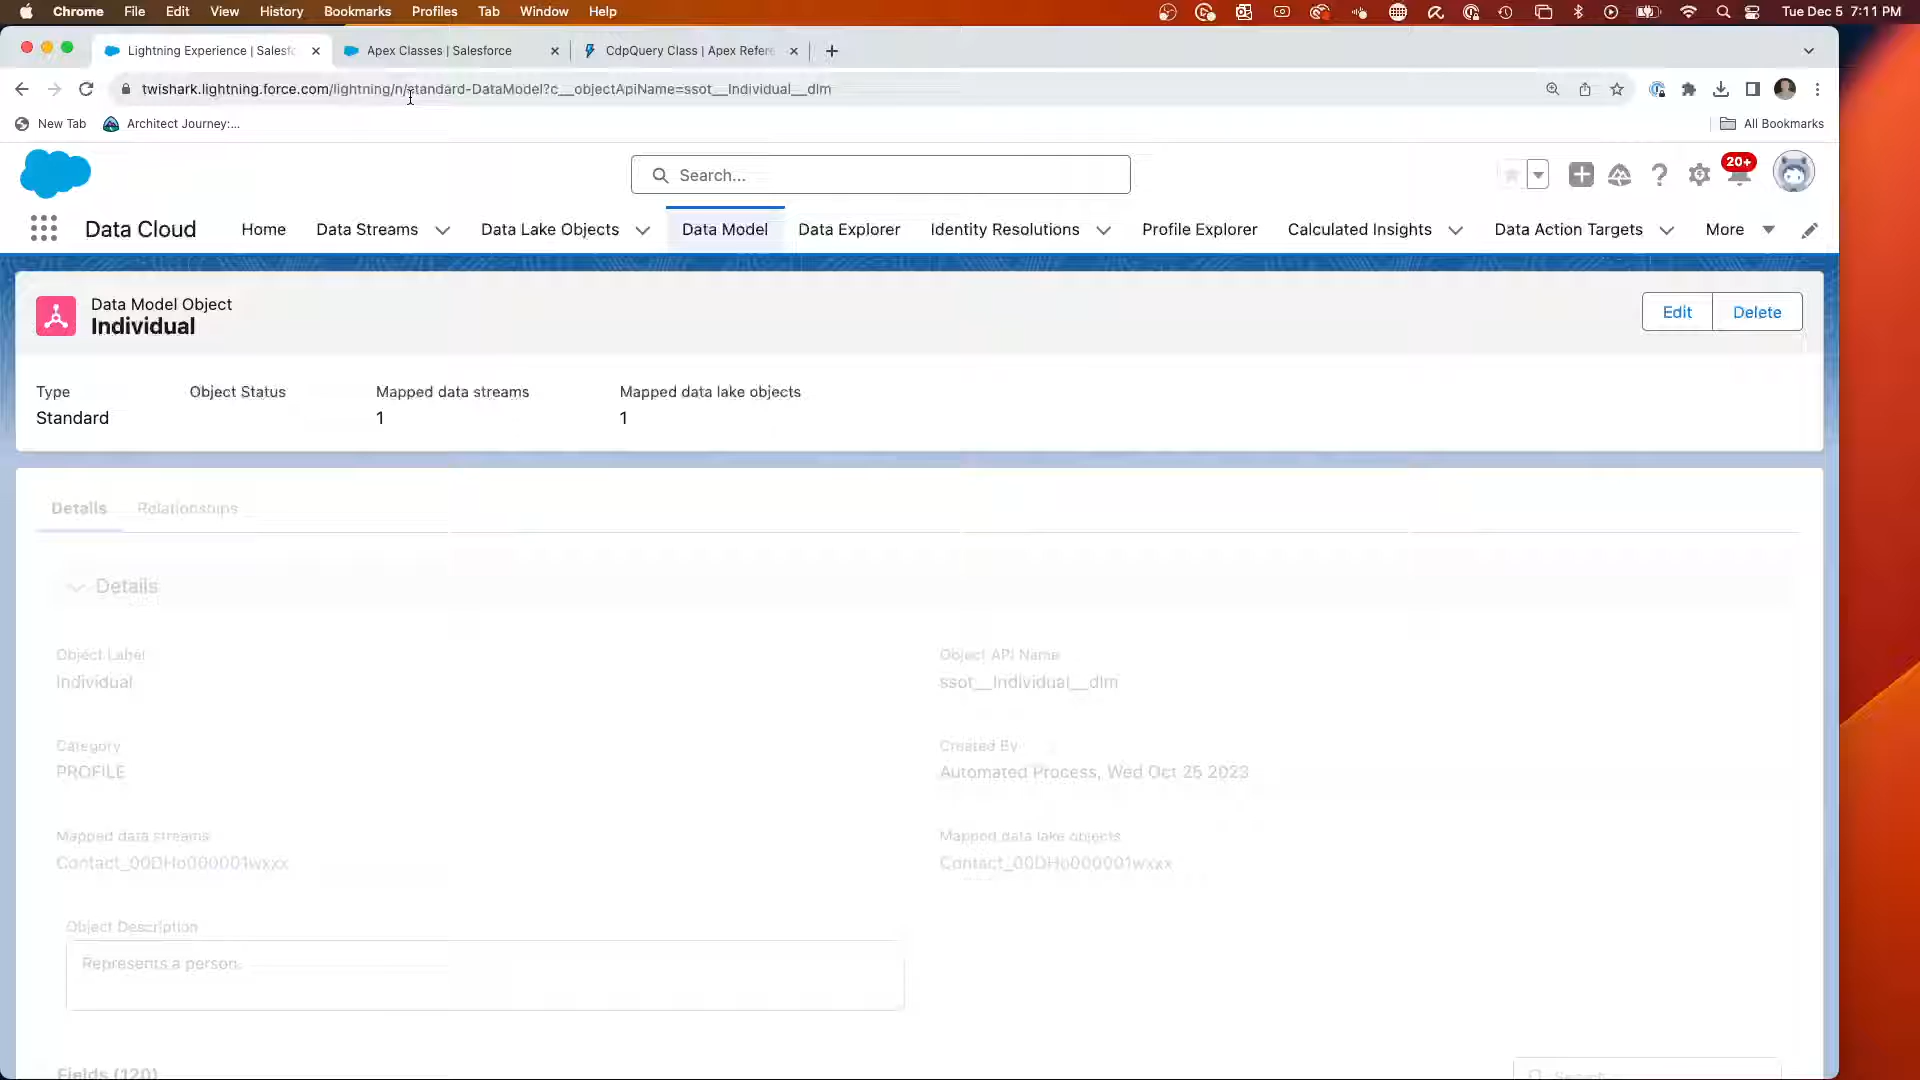 Chrome File Edit View History Bookmarks Profiles Tab Window Help Tue Dec 5 7:11 PM
Lightning Experience | Salesfc Apex Classes | Salesforce CdpQuery Class | Apex Refere
twishark.lightning.force.com/lightning/n/standard-DataModel?c__objectApiName=ssot__Individual__dlm
New Tab Architect Journey:... All Bookmarks
Search... 20+
Data Cloud Home Data Streams Data Lake Objects Data Model Data Explorer Identity Resolutions Profile Explorer Calculated Insights Data Action Targets More
Data Model Object
Individual
Edit Delete
Type Object Status Mapped data streams Mapped data lake objects
Standard 1 1
Details Relationships
Details
Object Label Object API Name
Individual ssot__Individual__dlm
Category Created By
PROFILE Automated Process, Wed Oct 25 2023
Mapped data streams Mapped data lake objects
Contact_00DHo000001wxxx Contact_00DHo000001wxxx
Object Description
Represents a person.
Fields (120)
Search